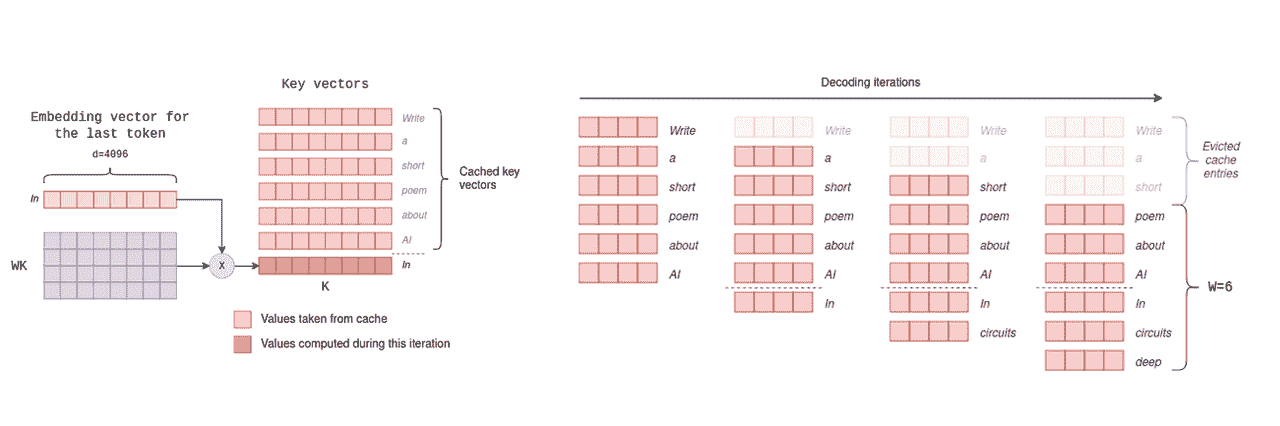 Embedding vector for
the last token
d=4096
In
WK
X
Key vectors
Write
a
short
poem
about
AI
In
K
Cached key
vectors
Values taken from cache
Values computed during this iteration
Decoding iterations
Write
a
short
poem
about
AI
Write
a
short
poem
about
AI
In
Write
a
short
poem
about
AI
In
circuits
Write
a
short
poem
about
AI
In
circuits
deep
Evicted
cache
entries
W=6